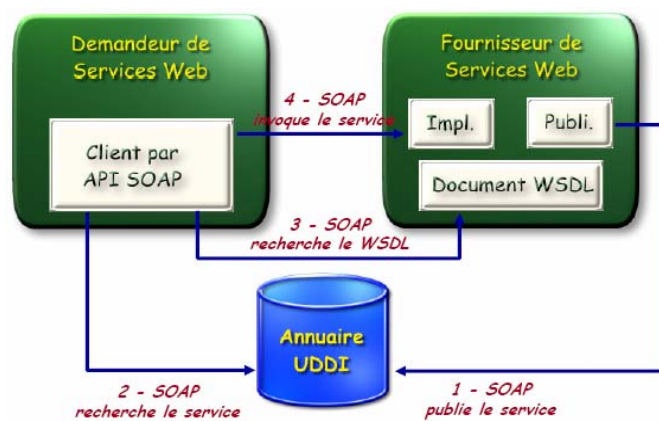 Demandeur de
Services Web
Client par
API SOAP
4 - SOAP
invoque le service
Fournisseur de
Services Web
Impl.
Publi.
Document WSDL
3 - SOAP
recherche le WSDL
Annuaire
UDDI
2 - SOAP
recherche le service
1 - SOAP
publie le service